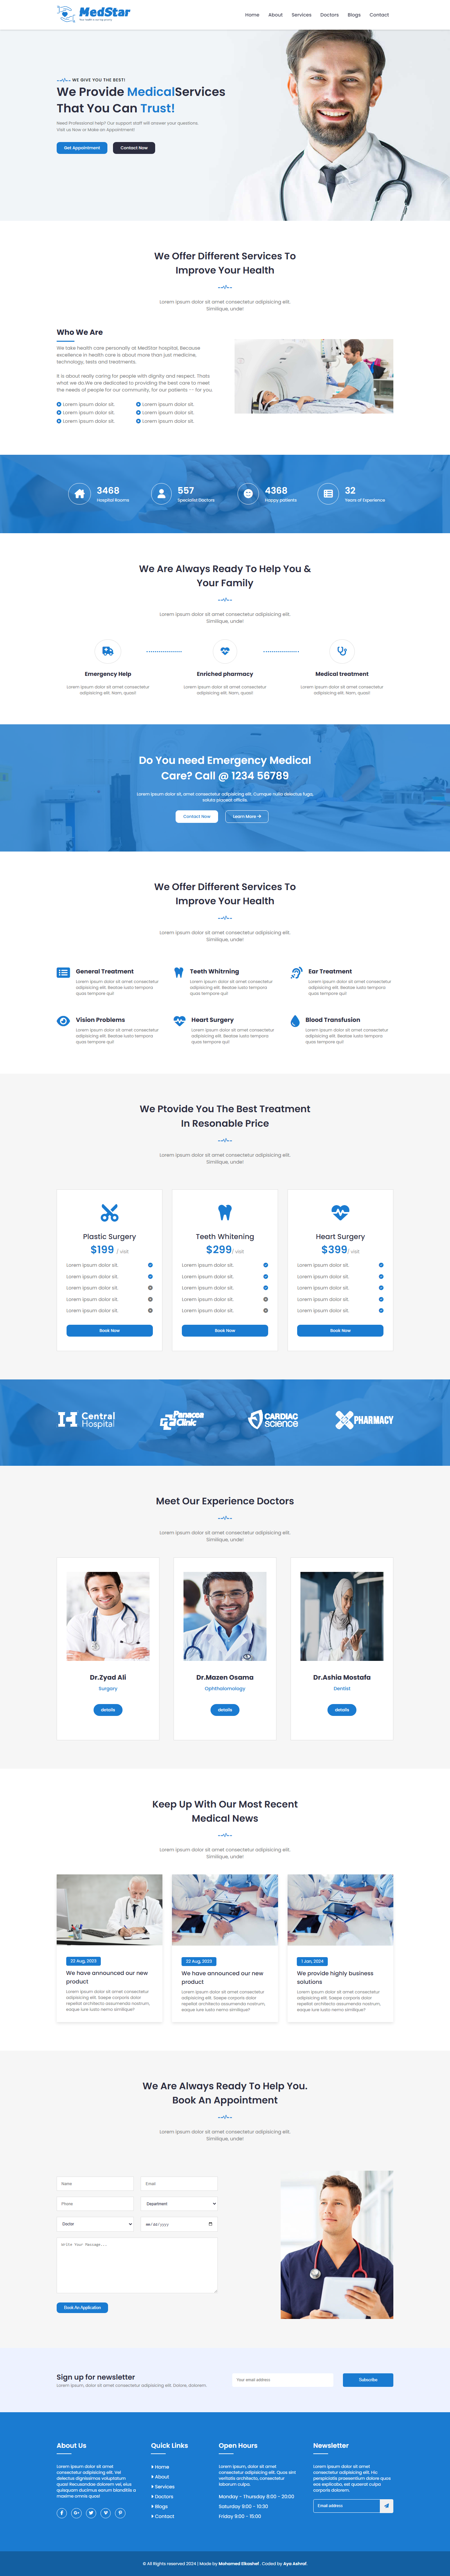 MedStar
Home About Services Doctors Blogs Contact
WE GIVE YOU THE BEST!
We Provide MedicalServices
That You Can Trust!
Need Professional help? Our support staff will answer your questions.
Visit us Now or Make an Appointment!
Get Appointment Contact Now
We Offer Different Services To
Improve Your Health
Lorem ipsum dolor sit amet consectetur adipisicing elit.
Similique, unde!
Who We Are
We take health care personally at MedStar hospital, Becouse
excellence in health care is about more than just medicine,
technology, tests and treatments.
It is about really caring for people with dignity and respect. Thats
what we do,We are dedicated to providing the best care to meet
the needs of people for our community, for our patients -- for you.
Lorem ipsum dolor sit. Lorem ipsum dolor sit.
Lorem ipsum dolor sit. Lorem ipsum dolor sit.
Lorem ipsum dolor sit. Lorem ipsum dolor sit.
3468 557 4368 32
Hospital Rooms Specialist Doctors Happy patients Years of Experience
We Are Always Ready To Help You &
Your Family
Lorem ipsum dolor sit amet consectetur adipisicing elit.
Similique, unde!
Emergency Help Enriched pharmacy Medical treatment
Lorem ipsum dolor sit amet consectetur Lorem ipsum dolor sit amet consectetur Lorem ipsum dolor sit amet consectetur
adipisicing elit. Nam, quasi! adipisicing elit. Nam, quasi! adipisicing elit. Nam, quasi!
Do You need Emergency Medical
Care? Call @ 1234 56789
Lorem ipsum dolor sit, amet consectetur adipisicing elit. Cumque nulla delectus fuga,
soluta placeat officiis.
Contact Now Learn More
We Offer Different Services To
Improve Your Health
Lorem ipsum dolor sit amet consectetur adipisicing elit.
Similique, unde!
General Treatment Teeth Whitrning Ear Treatment
Lorem ipsum dolor sit amet consectetur Lorem ipsum dolor sit amet consectetur Lorem ipsum dolor sit amet consectetur
adipisicing elit. Beatae iusto tempora adipisicing elit. Beatae iusto tempora adipisicing elit. Beatae iusto tempora
quas tempore qui! quas tempore qui! quas tempore qui!
Vision Problems Heart Surgery Blood Transfusion
Lorem ipsum dolor sit amet consectetur Lorem ipsum dolor sit amet consectetur Lorem ipsum dolor sit amet consectetur
adipisicing elit. Beatae iusto tempora adipisicing elit. Beatae iusto tempora adipisicing elit. Beatae iusto tempora
quas tempore qui! quas tempore qui! quas tempore qui!
We Ptovide You The Best Treatment
In Resonable Price
Lorem ipsum dolor sit amet consectetur adipisicing elit.
Similique, unde!
Plastic Surgery Teeth Whitening Heart Surgery
$199 / visit $299/ visit $399/ visit
Lorem ipsum dolor sit. Lorem ipsum dolor sit. Lorem ipsum dolor sit.
Lorem ipsum dolor sit. Lorem ipsum dolor sit. Lorem ipsum dolor sit.
Lorem ipsum dolor sit. Lorem ipsum dolor sit. Lorem ipsum dolor sit.
Lorem ipsum dolor sit. Lorem ipsum dolor sit. Lorem ipsum dolor sit.
Lorem ipsum dolor sit. Lorem ipsum dolor sit. Lorem ipsum dolor sit.
Book Now Book Now Book Now
Central Hospital Panacea Clinic CARDIAC science PHARMACY
Meet Our Experience Doctors
Lorem ipsum dolor sit amet consectetur adipisicing elit.
Similique, unde!
Dr.Zyad Ali Dr.Mazen Osama Dr.Ashia Mostafa
Surgary Ophthalomology Dentist
details details details
Keep Up With Our Most Recent
Medical News
Lorem ipsum dolor sit amet consectetur adipisicing elit.
Similique, unde!
22 Aug, 2023 22 Aug, 2023 1 Jan, 2024
We have announced our new We have announced our new We provide highly business
product product solutions
Lorem ipsum dolor sit amet consectetur Lorem ipsum dolor sit amet consectetur Lorem ipsum dolor sit amet consectetur
adipisicing elit. Saepe corporis dolor adipisicing elit. Saepe corporis dolor adipisicing elit. Saepe corporis dolor
repellat architecto assumenda nostrum, repellat architecto assumenda nostrum, repellat architecto assumenda nostrum,
eaque iure iusto nemo similique? eaque iure iusto nemo similique? eaque iure iusto nemo similique?
We Are Always Ready To Help You.
Book An Appointment
Lorem ipsum dolor sit amet consectetur adipisicing elit.
Similique, unde!
Name Email
Phone Department
Doctor mm/dd/yyyy
Write Your Massage...
Book An Application
Sign up for newsletter
Lorem ipsum, dolor sit amet consectetur adipisicing elit. Dolore, dolorem.
Your email address Subscribe
About Us
Lorem ipsum dolor sit amet
consectetur adipisicing elit. Vel
delectus dignissimos voluptatum
quasi Recusandae dolorem vel, eius
quisquam ducimus earum blanditiis a
maxime omnis quos!
Quick Links
Home
About
Services
Doctors
Blogs
Contact
Open Hours
Lorem ipsum, dolor sit amet
consectetur adipisicing elit. Quos sint
veritatis architecto, consectetur
laborum culpa.
Monday - Thursday 8:00 - 20:00
Saturday 9:00 - 10:30
Friday 9:00 - 15:00
Newsletter
Lorem ipsum dolor sit amet
consectetur adipisicing elit. Hic
perspiciatis praesentium dolore quas
eos explicabo, est quaerat culpa
corporis dolorem.
Email address
© All Rights reserved 2024 | Made by Mohamed Elkashef . Coded by Aya Ashraf